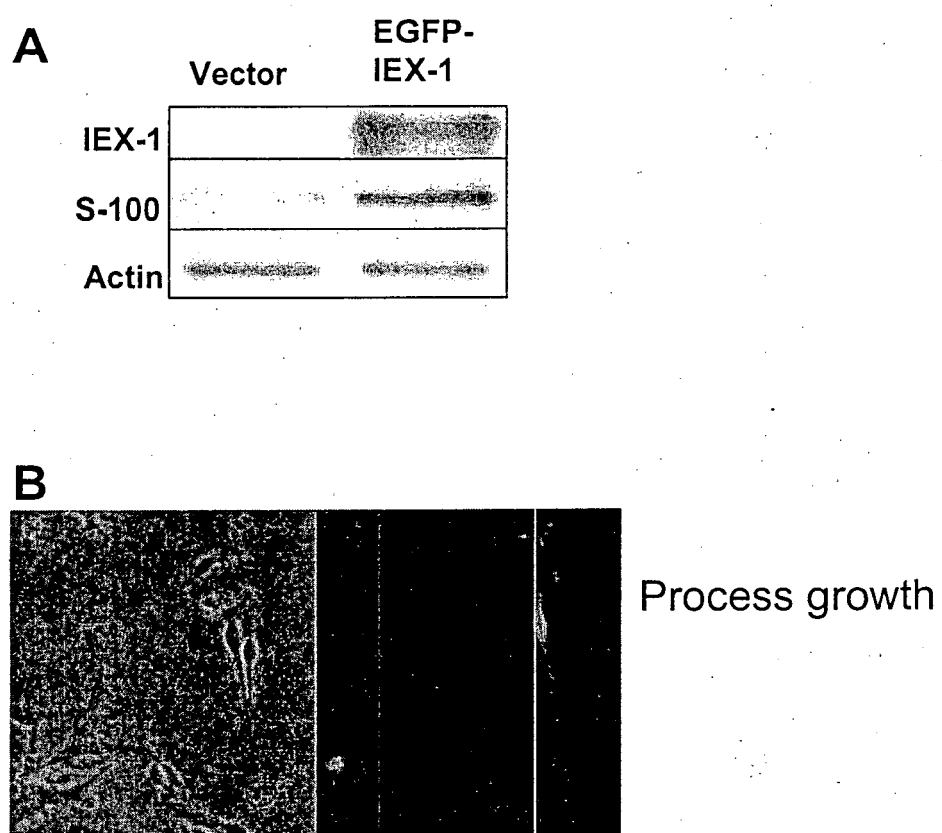 A
Vector
EGFP-
IEX-1
IEX-1
S-100
Actin
B
Process growth